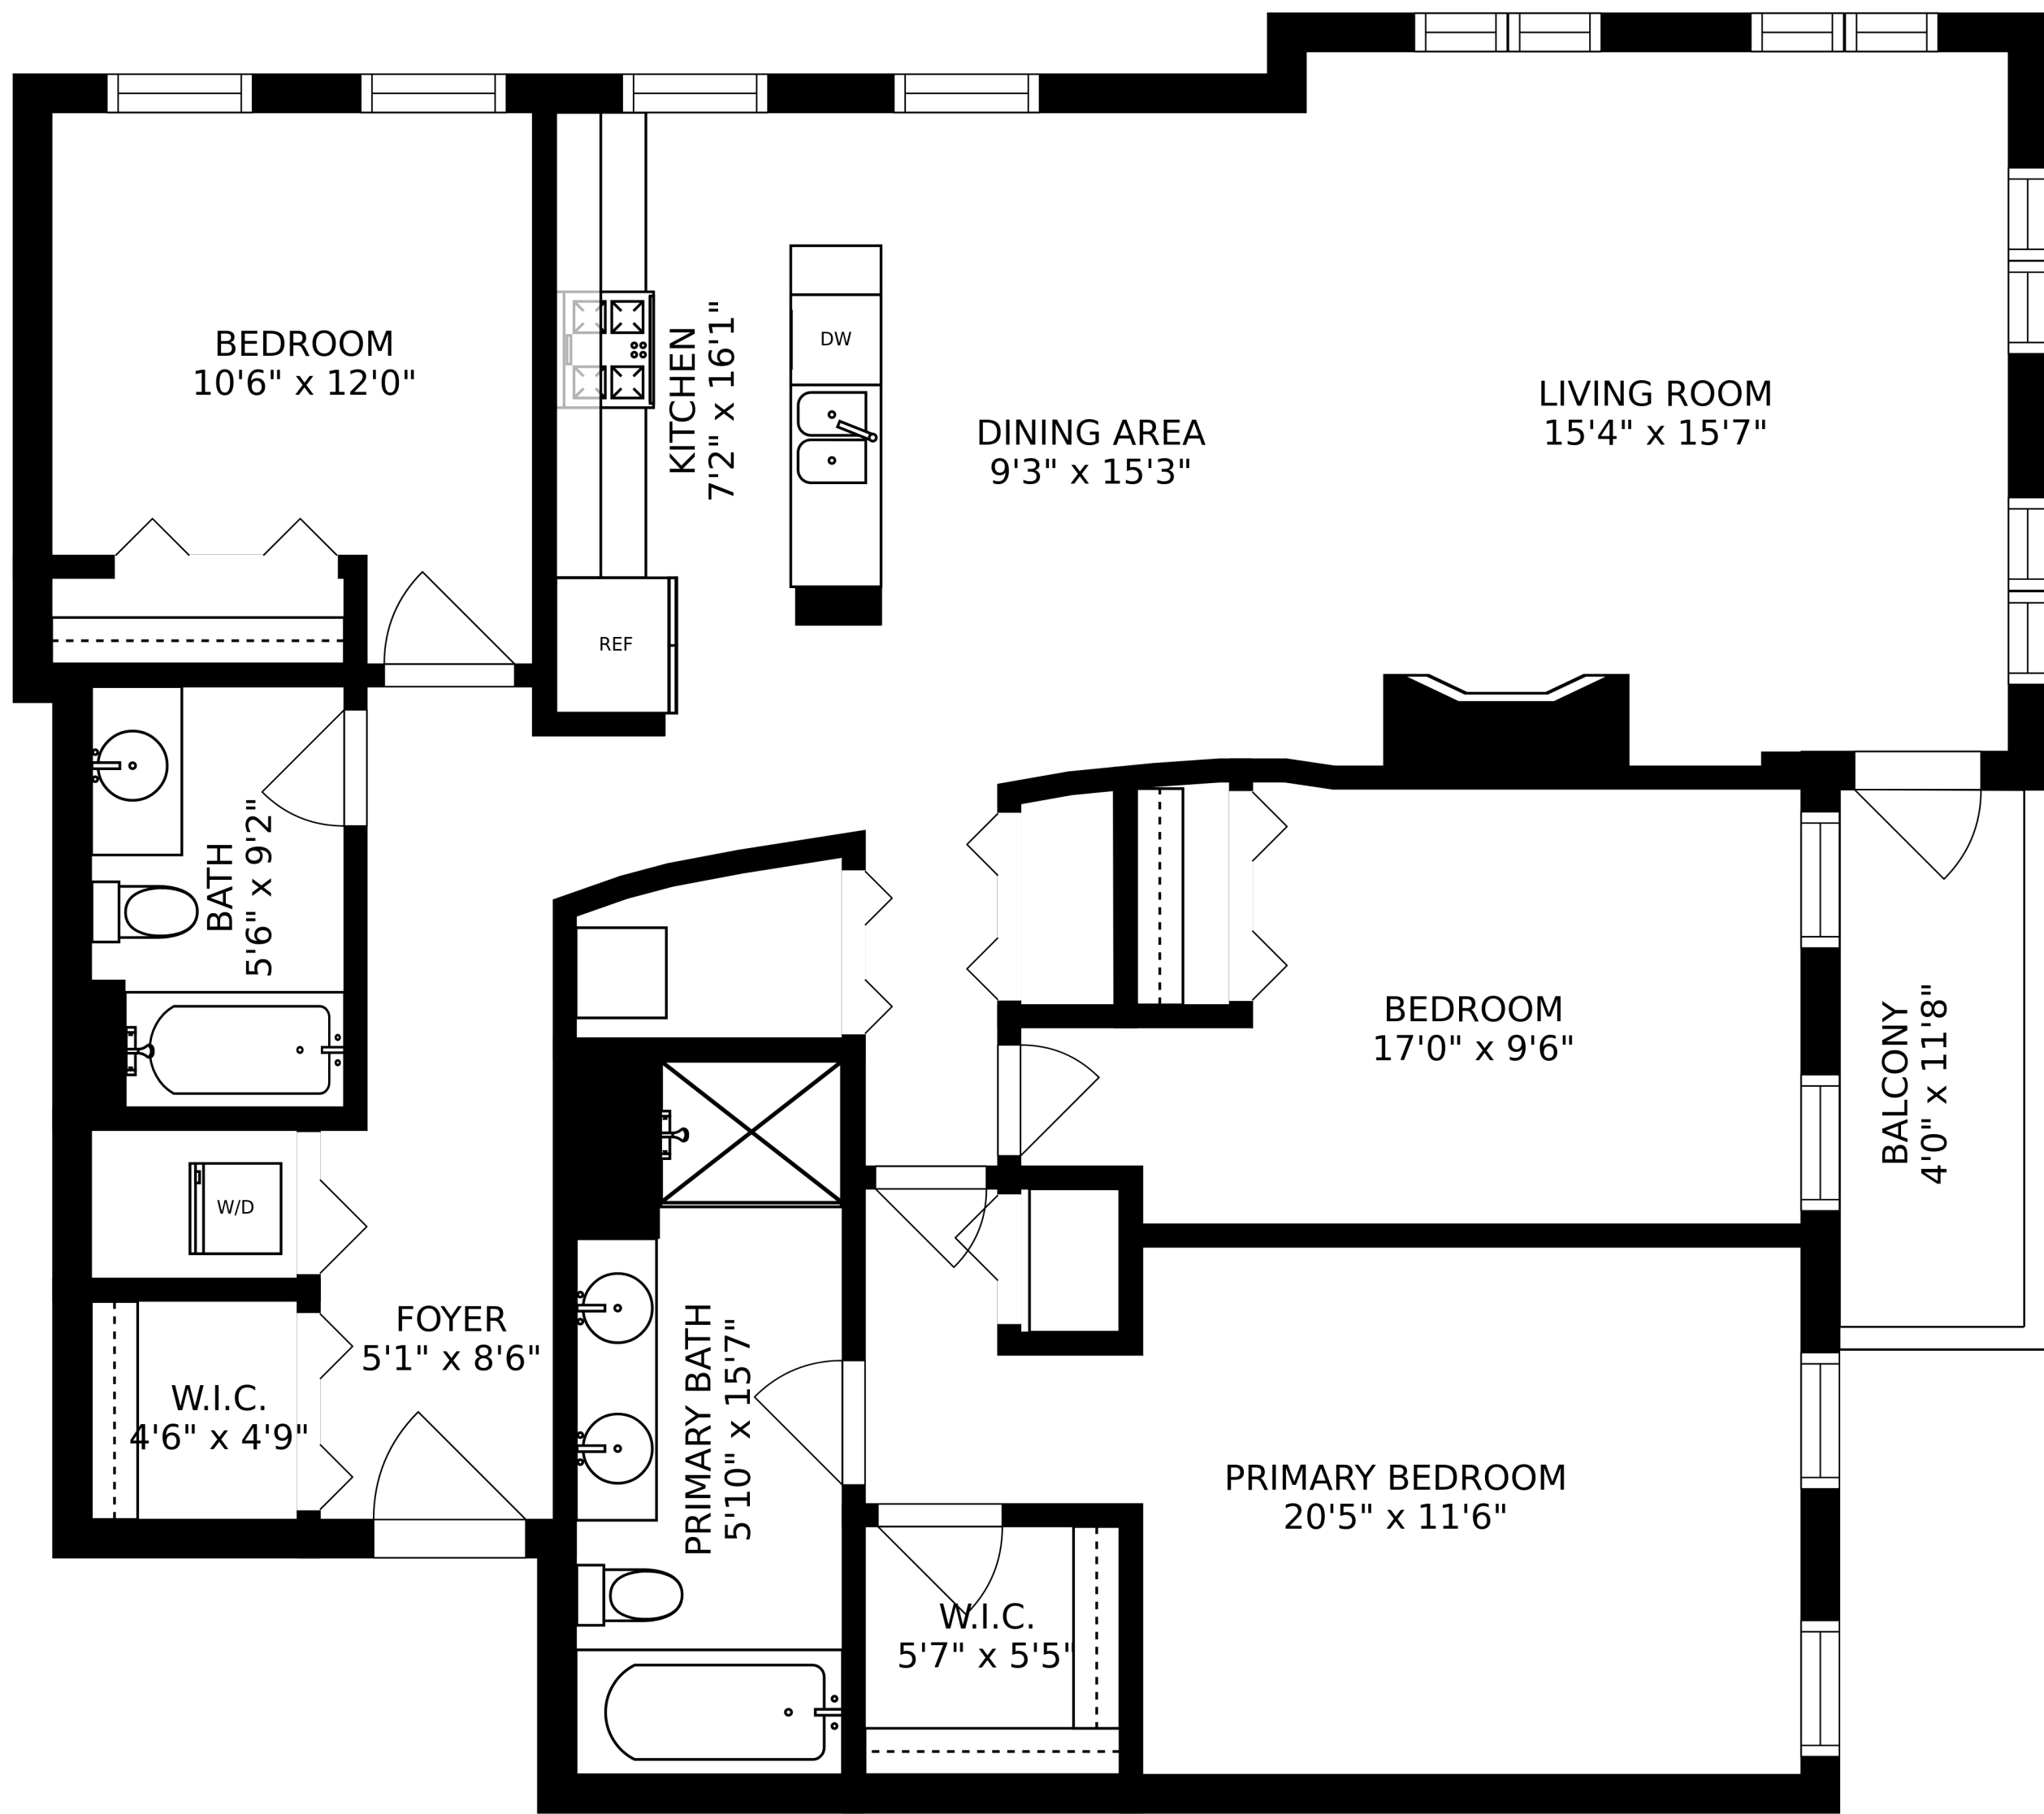 BEDROOM
10'6" x 12'0"
KITCHEN
7'2" x 16'1"
DW
DINING AREA
9'3" x 15'3"
LIVING ROOM
15'4" x 15'7"
REF
BATH
5'6" x 9'2"
BEDROOM
17'0" x 9'6"
BALCONY
4'0" x 11'8"
W/D
FOYER
5'1" x 8'6"
W.I.C.
4'6" x 4'9"
PRIMARY BATH
5'10" x 15'7"
PRIMARY BEDROOM
20'5" x 11'6"
W.I.C.
5'7" x 5'5"